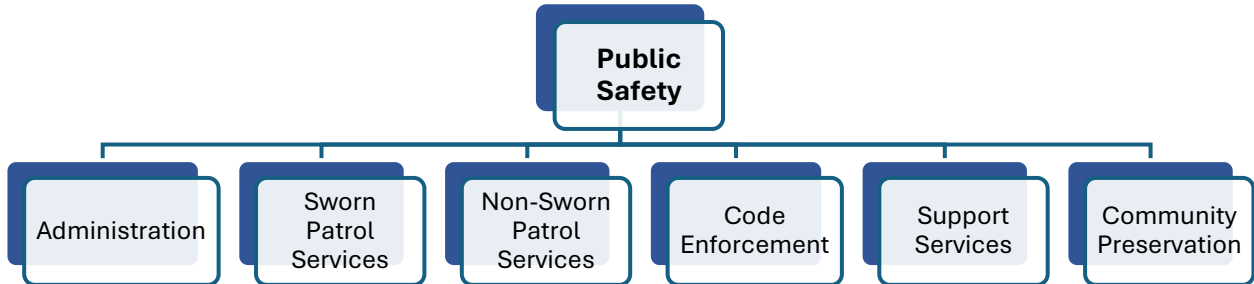 Public
Safety
Administration
Sworn
Patrol
Services
Non-Sworn
Patrol
Services
Code
Enforcement
Support
Services
Community
Preservation